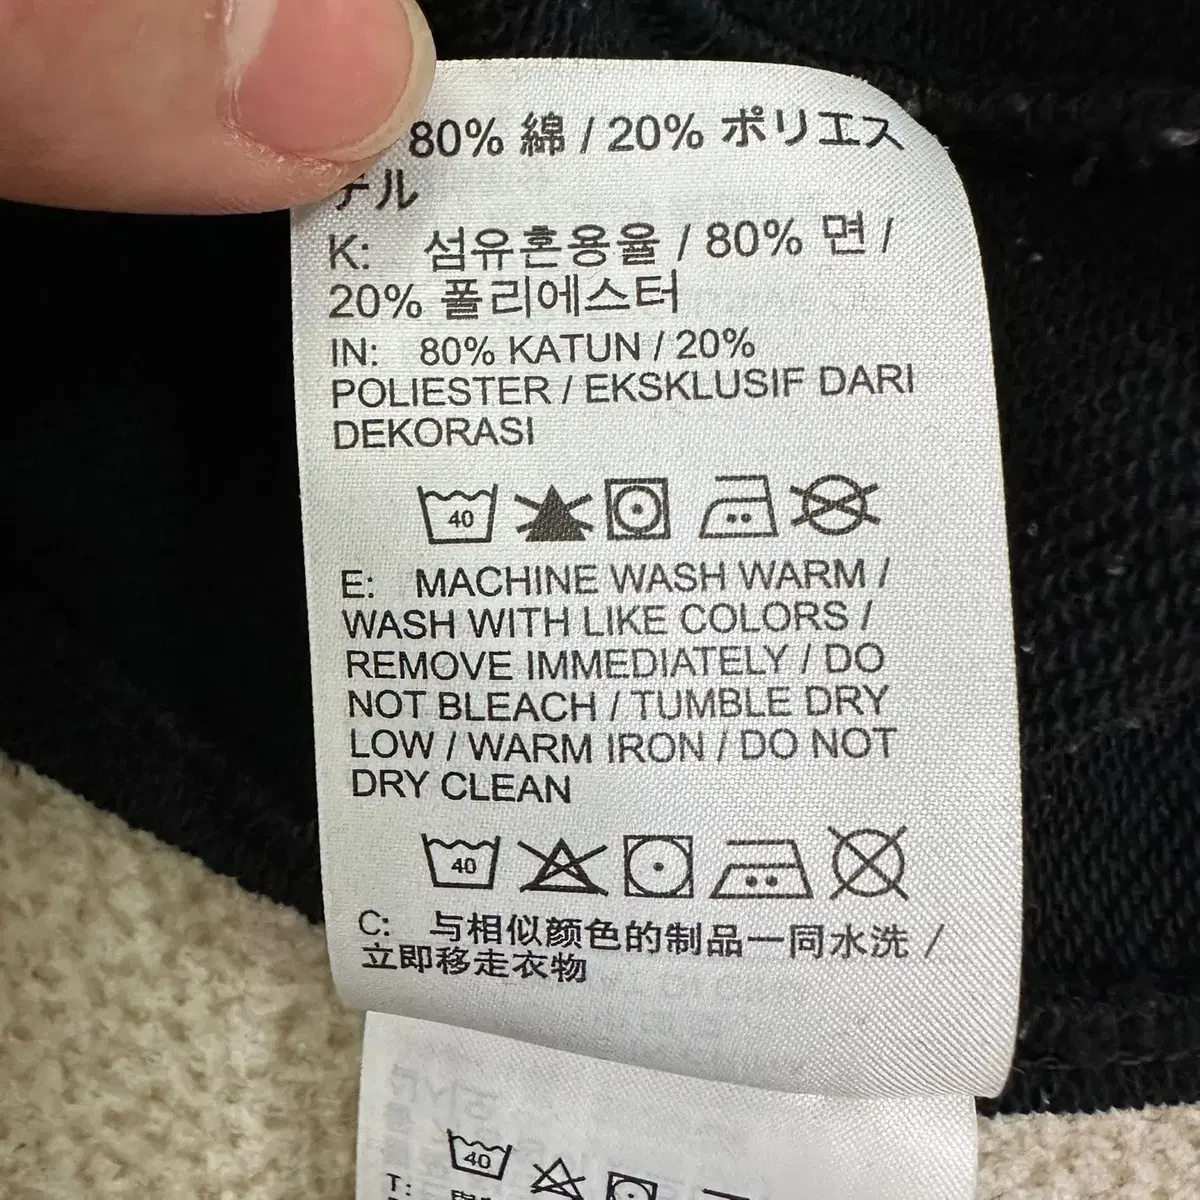 80% 綿 / 20% ポリエス
テル
K: 섬유혼용율 / 80% 면 /
20% 폴리에스터
IN: 80% KATUN / 20%
POLIESTER / EKSKLUSIF DARI
DEKORASI
40
E: MACHINE WASH WARM /
WASH WITH LIKE COLORS /
REMOVE IMMEDIATELY / DO
NOT BLEACH / TUMBLE DRY
LOW / WARM IRON / DO NOT
DRY CLEAN
40
C: 与相似颜色的制品一同水洗 /
立即移走衣物
40
T: